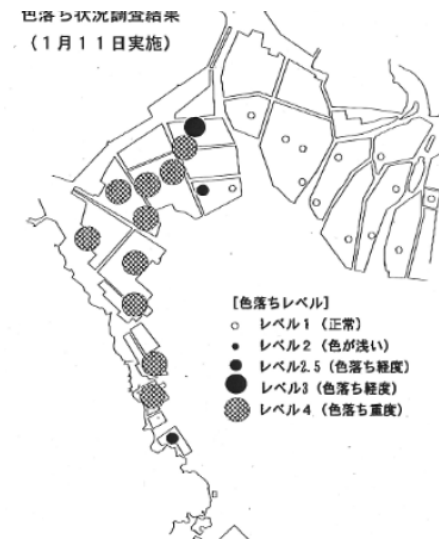 色落ち状況調査結果
（１月１１日実施）
[色落ちレベル]
レベル１（正常）
レベル２（色が浅い）
レベル2.5（色落ち軽度）
レベル3（色落ち軽度）
レベル４（色落ち重度）